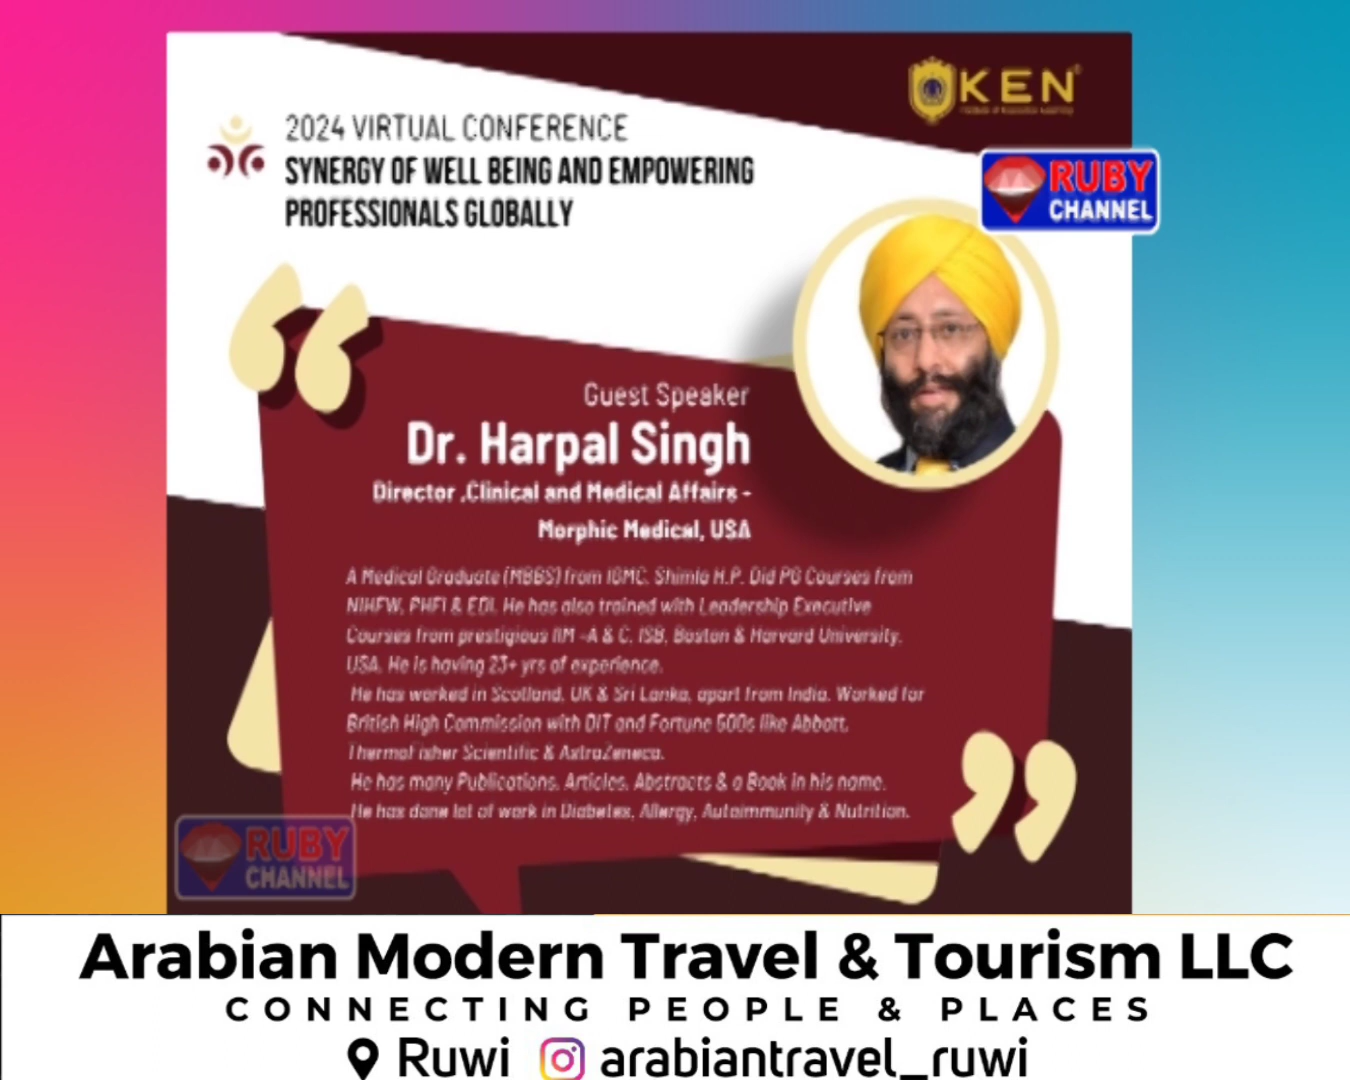 KEN
2024 VIRTUAL CONFERENCE
SYNERGY OF WELL BEING AND EMPOWERING
PROFESSIONALS GLOBALLY
RUBY
CHANNEL
Guest Speaker
Dr. Harpal Singh
Director ,Clinical and Medical Affairs -
Morphic Medical, USA
A Medical Graduate (MBBS) from IGMC, Shimla H.P. Did PG Courses from
NIHFW, PHFI & EDI. He has also trained with Leadership Executive
Courses from prestigious IIM -A & C, ISB, Boston & Harvard University,
USA. He is having 23+ yrs of experience.
He has worked in Scotland, UK & Sri Lanka, apart from India. Worked for
British High Commission with DIT and Fortune 500s like Abbott,
ThermoFisher Scientific & AstraZeneca.
He has many Publications, Articles, Abstracts & a Book in his name.
He has done lot of work in Diabetes, Allergy, Autoimmunity & Nutrition.
RUBY
CHANNEL
Arabian Modern Travel & Tourism LLC
CONNECTING PEOPLE & PLACES
Ruwi arabiantravel_ruwi